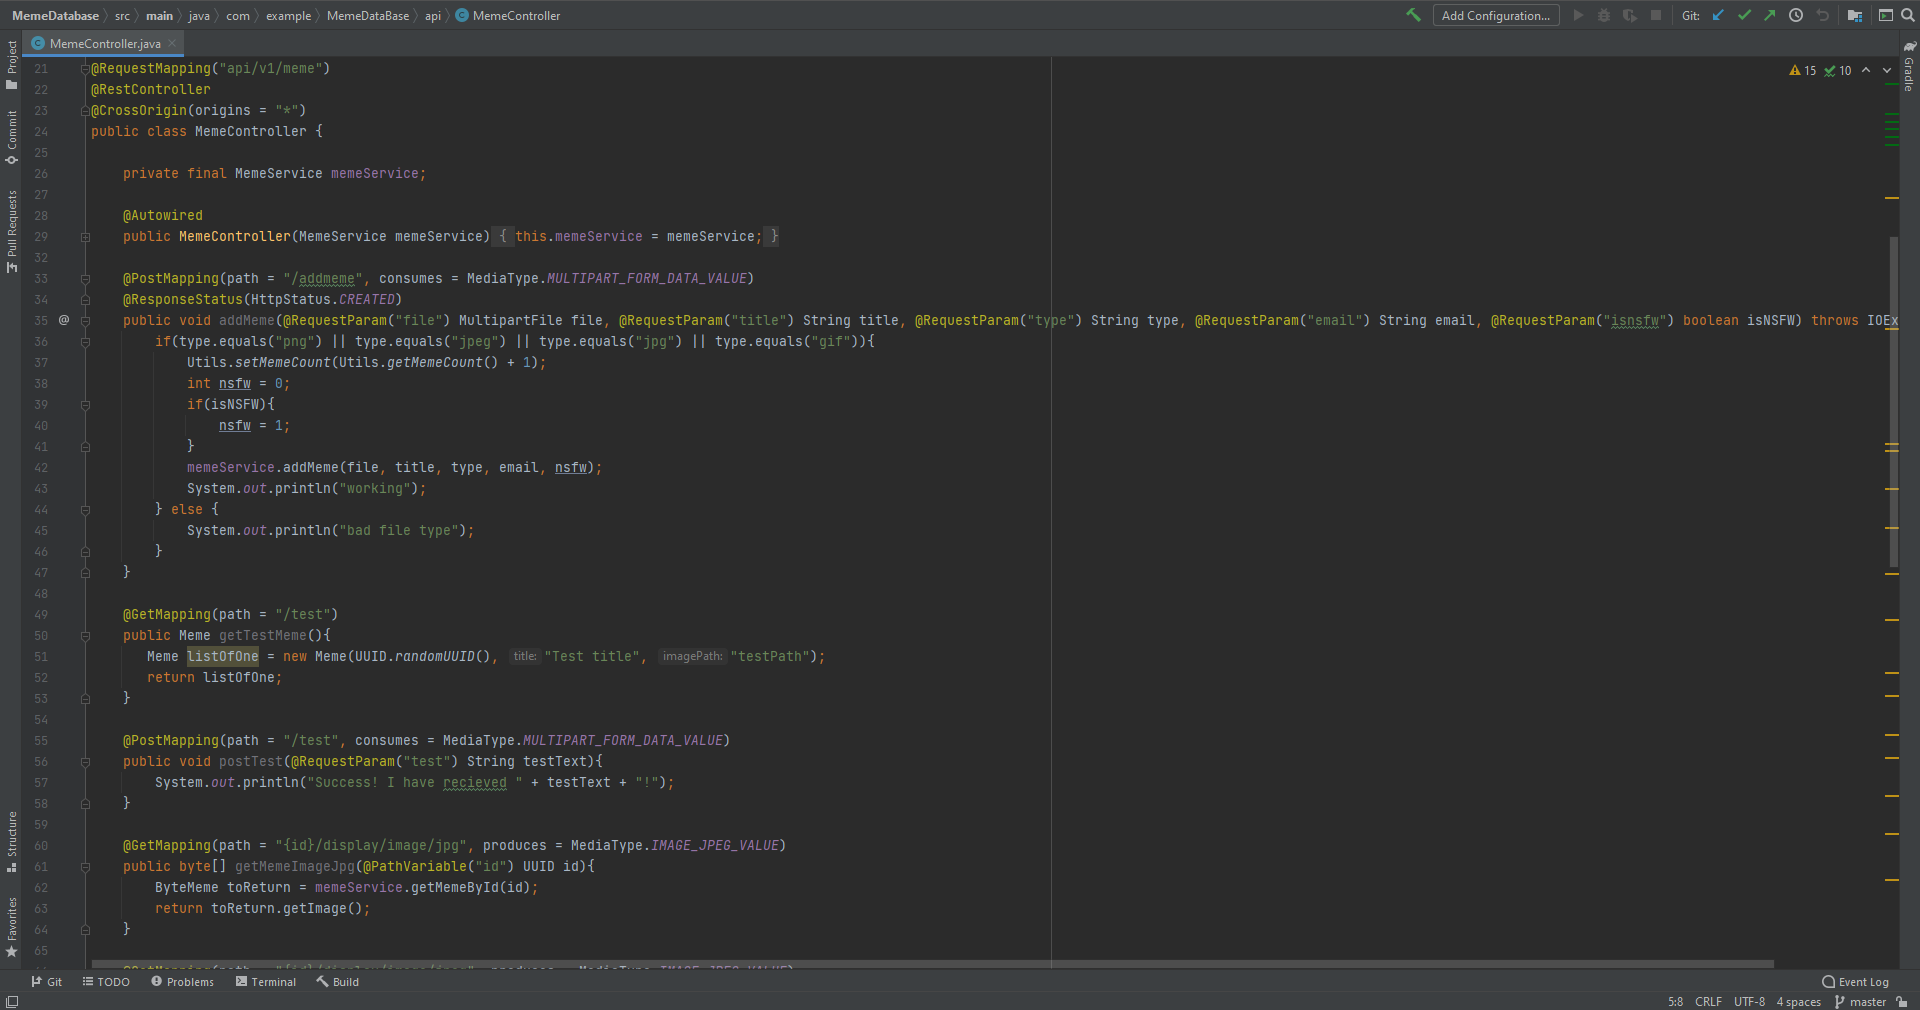 MemeDatabase src main java com example MemeDataBase api MemeController
Add Configuration... Git:
MemeController.java
Project
Commit
Pull Requests
Structure
Favorites
Gradle
15 10
21 @RequestMapping("api/v1/meme")
22 @RestController
23 @CrossOrigin(origins = "*")
24 public class MemeController {
25
26 private final MemeService memeService;
27
28 @Autowired
29 public MemeController(MemeService memeService) { this.memeService = memeService; }
32
33 @PostMapping(path = "/addmeme", consumes = MediaType.MULTIPART_FORM_DATA_VALUE)
34 @ResponseStatus(HttpStatus.CREATED)
35 @ public void addMeme(@RequestParam("file") MultipartFile file, @RequestParam("title") String title, @RequestParam("type") String type, @RequestParam("email") String email, @RequestParam("isnsfw") boolean isNSFW) throws IOEx
36 if(type.equals("png") || type.equals("jpeg") || type.equals("jpg") || type.equals("gif")){
37 Utils.setMemeCount(Utils.getMemeCount() + 1);
38 int nsfw = 0;
39 if(isNSFW){
40 nsfw = 1;
41 }
42 memeService.addMeme(file, title, type, email, nsfw);
43 System.out.println("working");
44 } else {
45 System.out.println("bad file type");
46 }
47 }
48
49 @GetMapping(path = "/test")
50 public Meme getTestMeme(){
51 Meme listOfOne = new Meme(UUID.randomUUID(), title: "Test title", imagePath: "testPath");
52 return listOfOne;
53 }
54
55 @PostMapping(path = "/test", consumes = MediaType.MULTIPART_FORM_DATA_VALUE)
56 public void postTest(@RequestParam("test") String testText){
57 System.out.println("Success! I have recieved " + testText + "!");
58 }
59
60 @GetMapping(path = "{id}/display/image/jpg", produces = MediaType.IMAGE_JPEG_VALUE)
61 public byte[] getMemeImageJpg(@PathVariable("id") UUID id){
62 ByteMeme toReturn = memeService.getMemeById(id);
63 return toReturn.getImage();
64 }
65
Git TODO Problems Terminal Build Event Log
5:8 CRLF UTF-8 4 spaces master